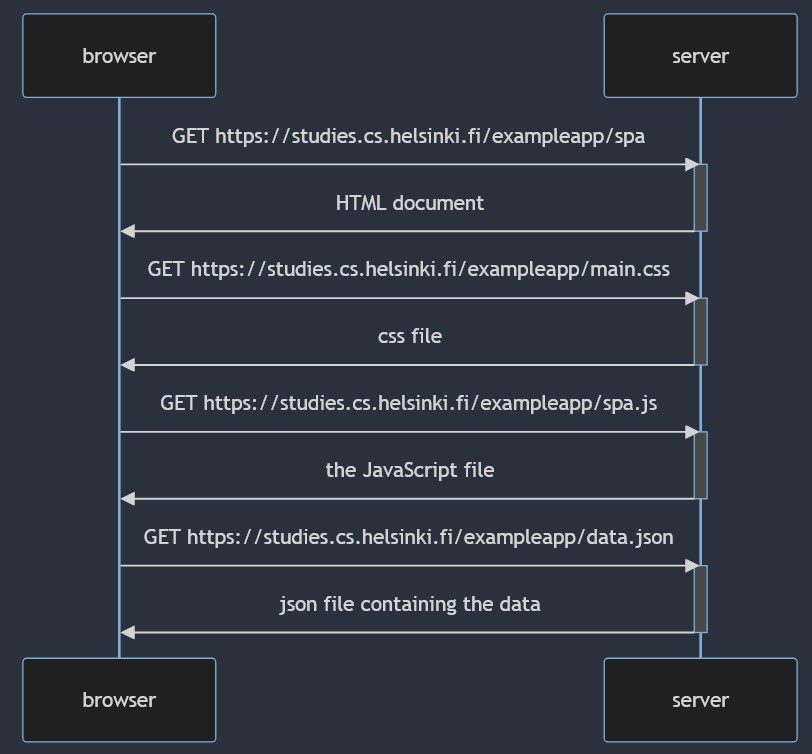 browser
server
GET https://studies.cs.helsinki.fi/exampleapp/spa
HTML document
GET https://studies.cs.helsinki.fi/exampleapp/main.css
css file
GET https://studies.cs.helsinki.fi/exampleapp/spa.js
the JavaScript file
GET https://studies.cs.helsinki.fi/exampleapp/data.json
json file containing the data
browser
server